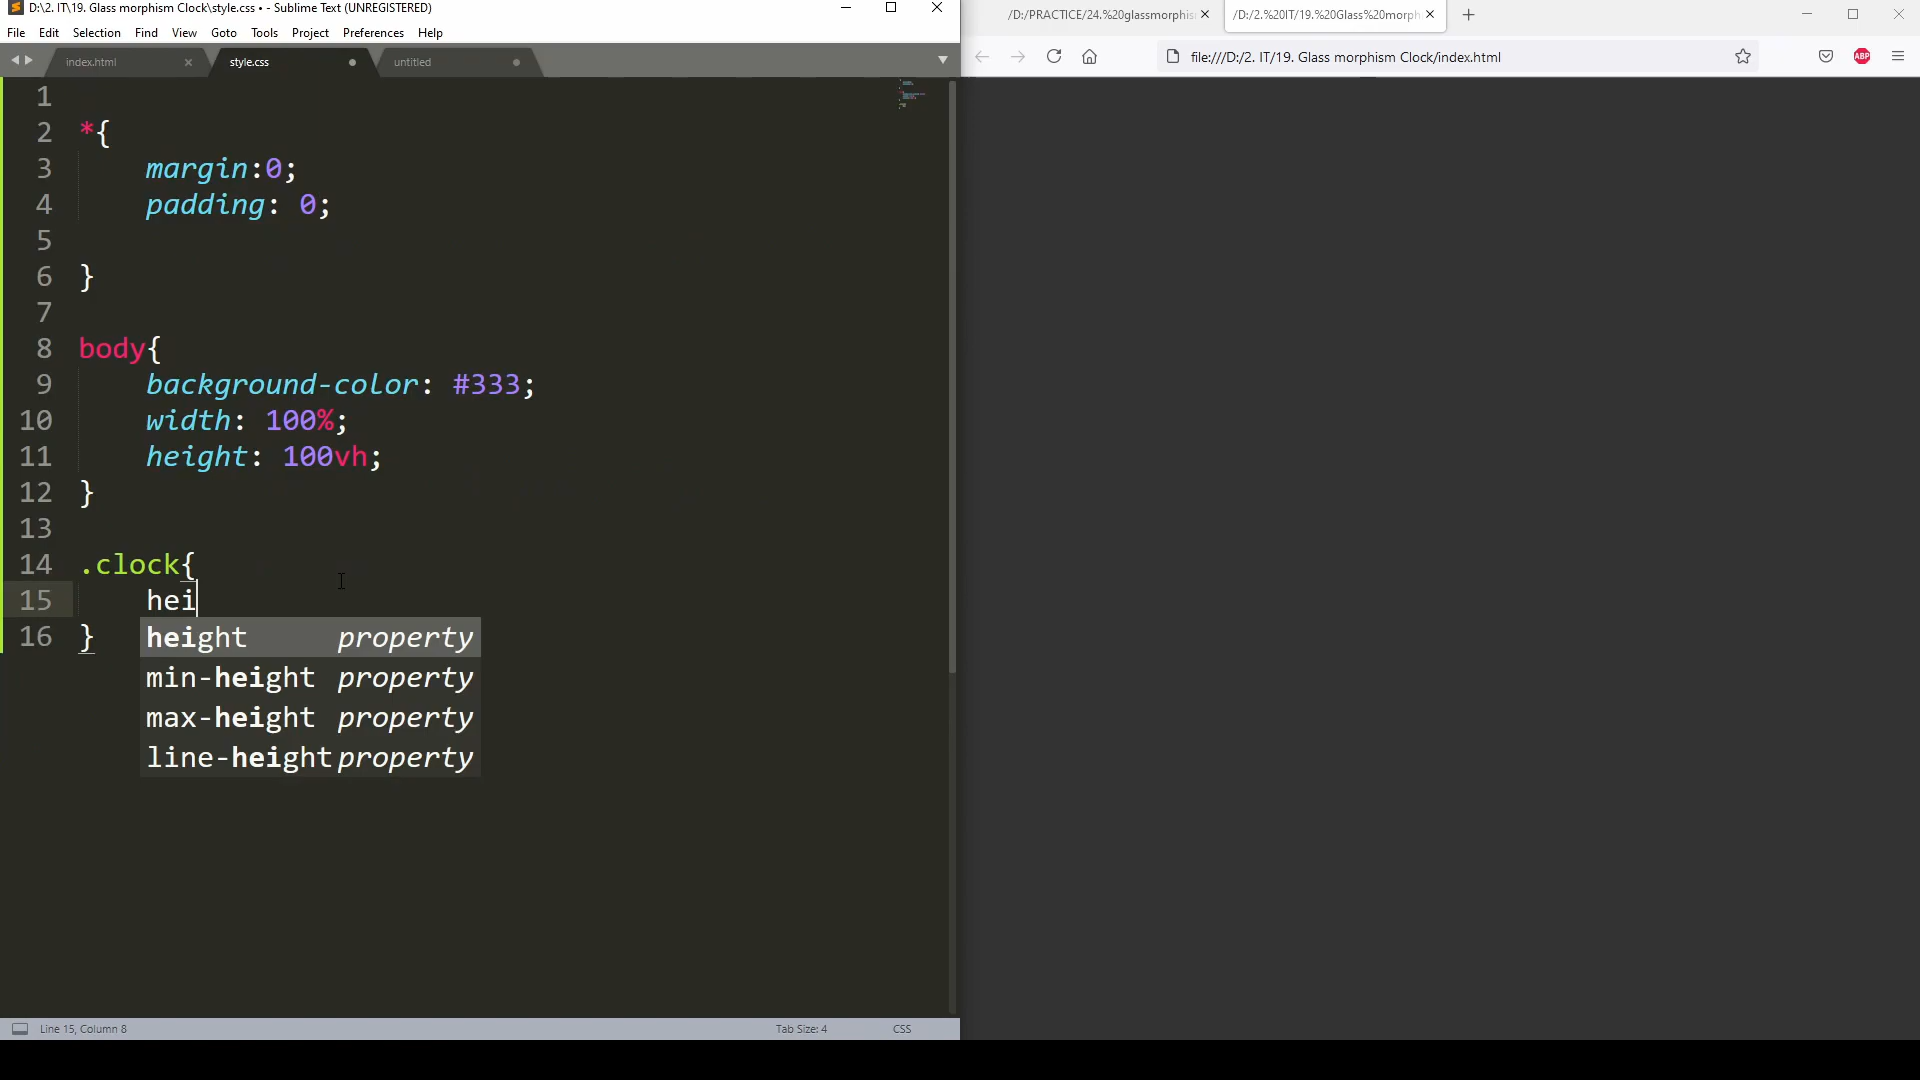 D:\2. IT\19. Glass morphism Clock\style.css • - Sublime Text (UNREGISTERED)
File Edit Selection Find View Goto Tools Project Preferences Help
index.html style.css untitled
1
2 *{
3 margin:0;
4 padding: 0;
5
6 }
7
8 body{
9 background-color: #333;
10 width: 100%;
11 height: 100vh;
12 }
13
14 .clock{
15 hei
16 }
height property
min-height property
max-height property
line-height property
Line 15, Column 8 Tab Size: 4 CSS
/D:/PRACTICE/24.%20glassmorphis /D:/2.%20IT/19.%20Glass%20morph
file:///D:/2. IT/19. Glass morphism Clock/index.html
ABP